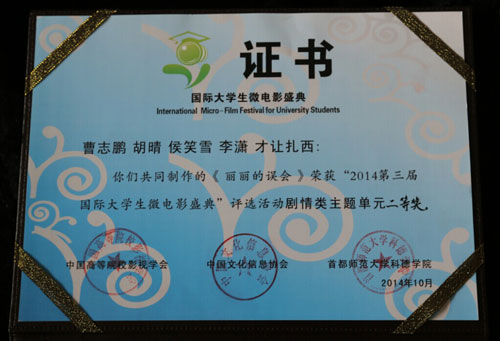 证书
国际大学生微电影盛典
International Micro-Film Festival for University Students
曹志鹏 胡晴 侯笑雪 李潇 才让扎西:
你们共同制作的《 丽丽的误会 》荣获“2014第三届
国际大学生微电影盛典”评选活动剧情类主题单元二等奖。
中国高等院校影视学会 中国文化信息协会 首都师范大学科德学院
2014年10月